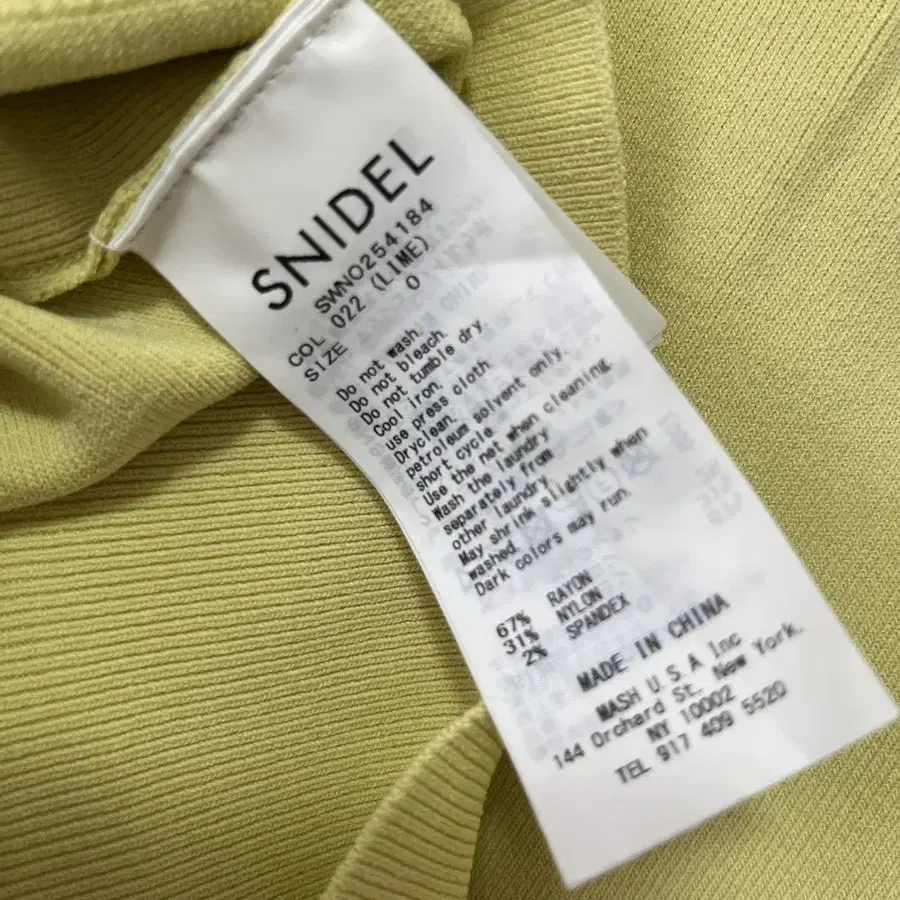 SNIDEL
SWNO254184
COL 022 (LIME)
SIZE 0
Do not wash.
Do not bleach.
Do not tumble dry.
Cool iron.
use press cloth.
Dryclean.
petroleum solvent only.
short cycle
Use the net when cleaning.
Wash the laundry
separately from
other laundry.
May shrink slightly when
washed.
Dark colors may run.
67% RAYON
31% NYLON
2% SPANDEX
MADE IN CHINA
MASH U.S.A Inc
144 Orchard St, New York.
NY 10002
TEL 917 409 5520